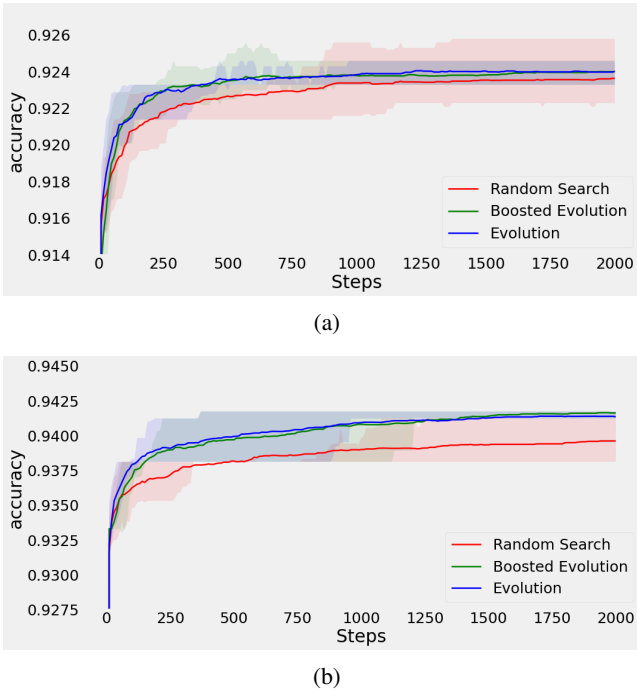 0.926
0.924
0.922
0.920
0.918
0.916
0.914
accuracy
0 250 500 750 1000 1250 1500 1750 2000
Steps
Random Search
Boosted Evolution
Evolution
(a)
0.9450
0.9425
0.9400
0.9375
0.9350
0.9325
0.9300
0.9275
accuracy
0 250 500 750 1000 1250 1500 1750 2000
Steps
Random Search
Boosted Evolution
Evolution
(b)